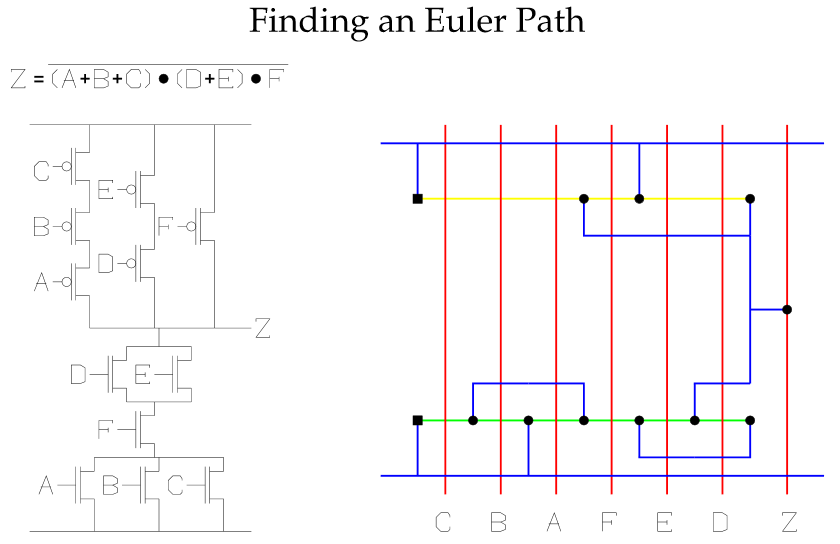 Finding an Euler Path
Z = (A+B+C) • (D+E) • F
C
E
B
F
D
A
Z
D E
F
A B C
C B A F E D Z